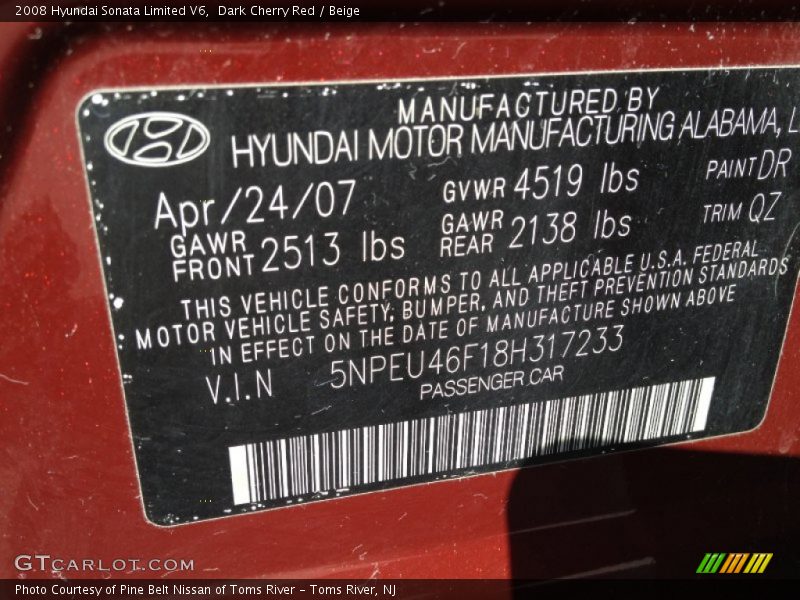 2008 Hyundai Sonata Limited V6,  Dark Cherry Red / Beige
MANUFACTURED BY
HYUNDAI MOTOR MANUFACTURING ALABAMA, L
Apr/24/07 GVWR 4519 lbs PAINT DR
GAWR FRONT 2513 lbs GAWR REAR 2138 lbs TRIM QZ
THIS VEHICLE CONFORMS TO ALL APPLICABLE U.S.A. FEDERAL
MOTOR VEHICLE SAFETY, BUMPER, AND THEFT PREVENTION STANDARDS
IN EFFECT ON THE DATE OF MANUFACTURE SHOWN ABOVE
V.I.N 5NPEU46F18H317233
PASSENGER CAR
GTCARLOT.COM
Photo Courtesy of Pine Belt Nissan of Toms River – Toms River, NJ